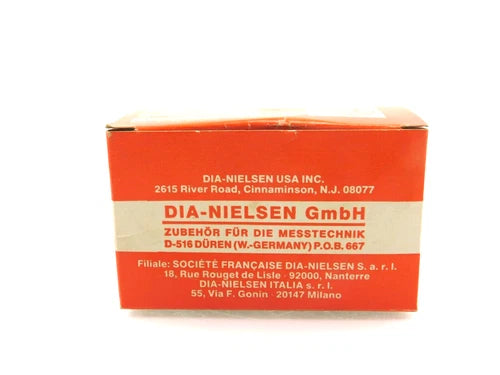 DIA-NIELSEN USA INC.
2615 River Road, Cinnaminson, N.J. 08077
DIA-NIELSEN GmbH
ZUBEHÖR FÜR DIE MESSTECHNIK
D-516 DÜREN (W.-GERMANY) P.O.B. 667
Filiale: SOCIÉTÉ FRANÇAISE DIA-NIELSEN S. a r. l.
18, Rue Rouget de Lisle · 92000, Nanterre
DIA-NIELSEN ITALIA s. r. l.
55, Via F. Gonin · 20147 Milano